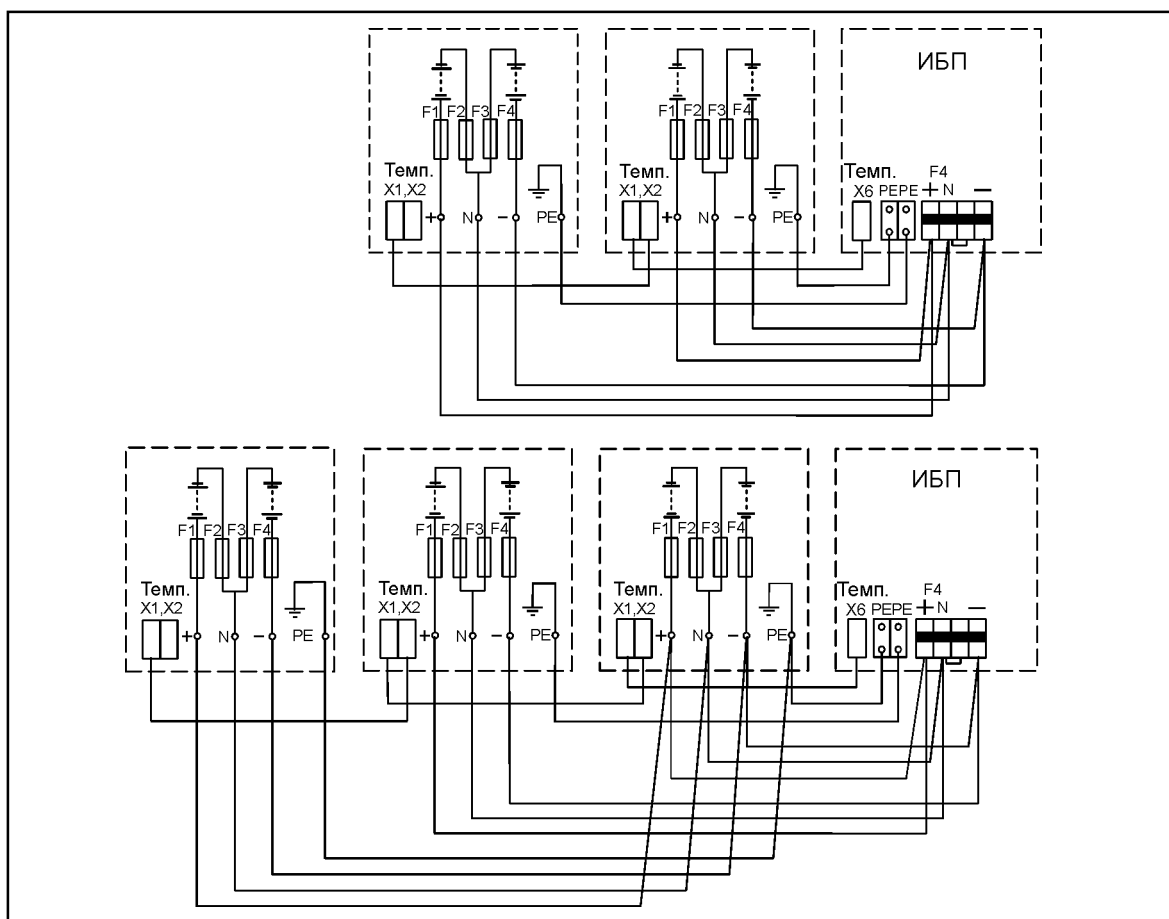 ИБП
F1 F2 F3 F4
F1 F2 F3 F4
Темп.
X1,X2
+ N - PE
Темп.
X1,X2
+ N - PE
Темп.
X6 PE PE
F4
+ N —
ИБП
F1 F2 F3 F4
F1 F2 F3 F4
F1 F2 F3 F4
Темп.
X1,X2
+ N - PE
Темп.
X1,X2
+ N - PE
Темп.
X1,X2
+ N - PE
Темп.
X6 PE PE
F4
+ N —